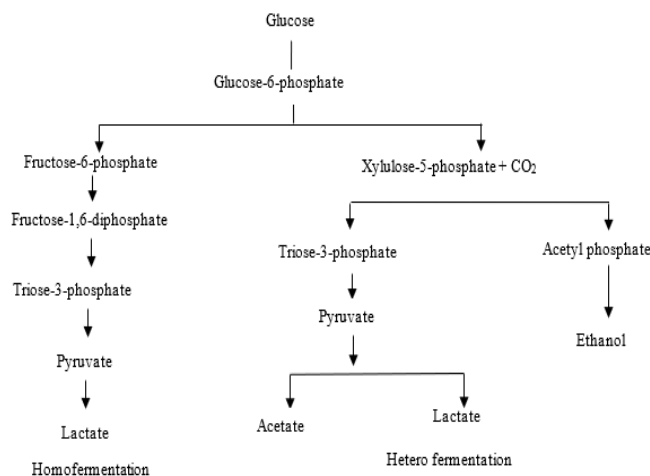 Glucose
Glucose-6-phosphate
Fructose-6-phosphate
Xylulose-5-phosphate + CO₂
Fructose-1,6-diphosphate
Triose-3-phosphate
Acetyl phosphate
Triose-3-phosphate
Pyruvate
Ethanol
Pyruvate
Acetate
Lactate
Lactate
Hetero fermentation
Homofermentation